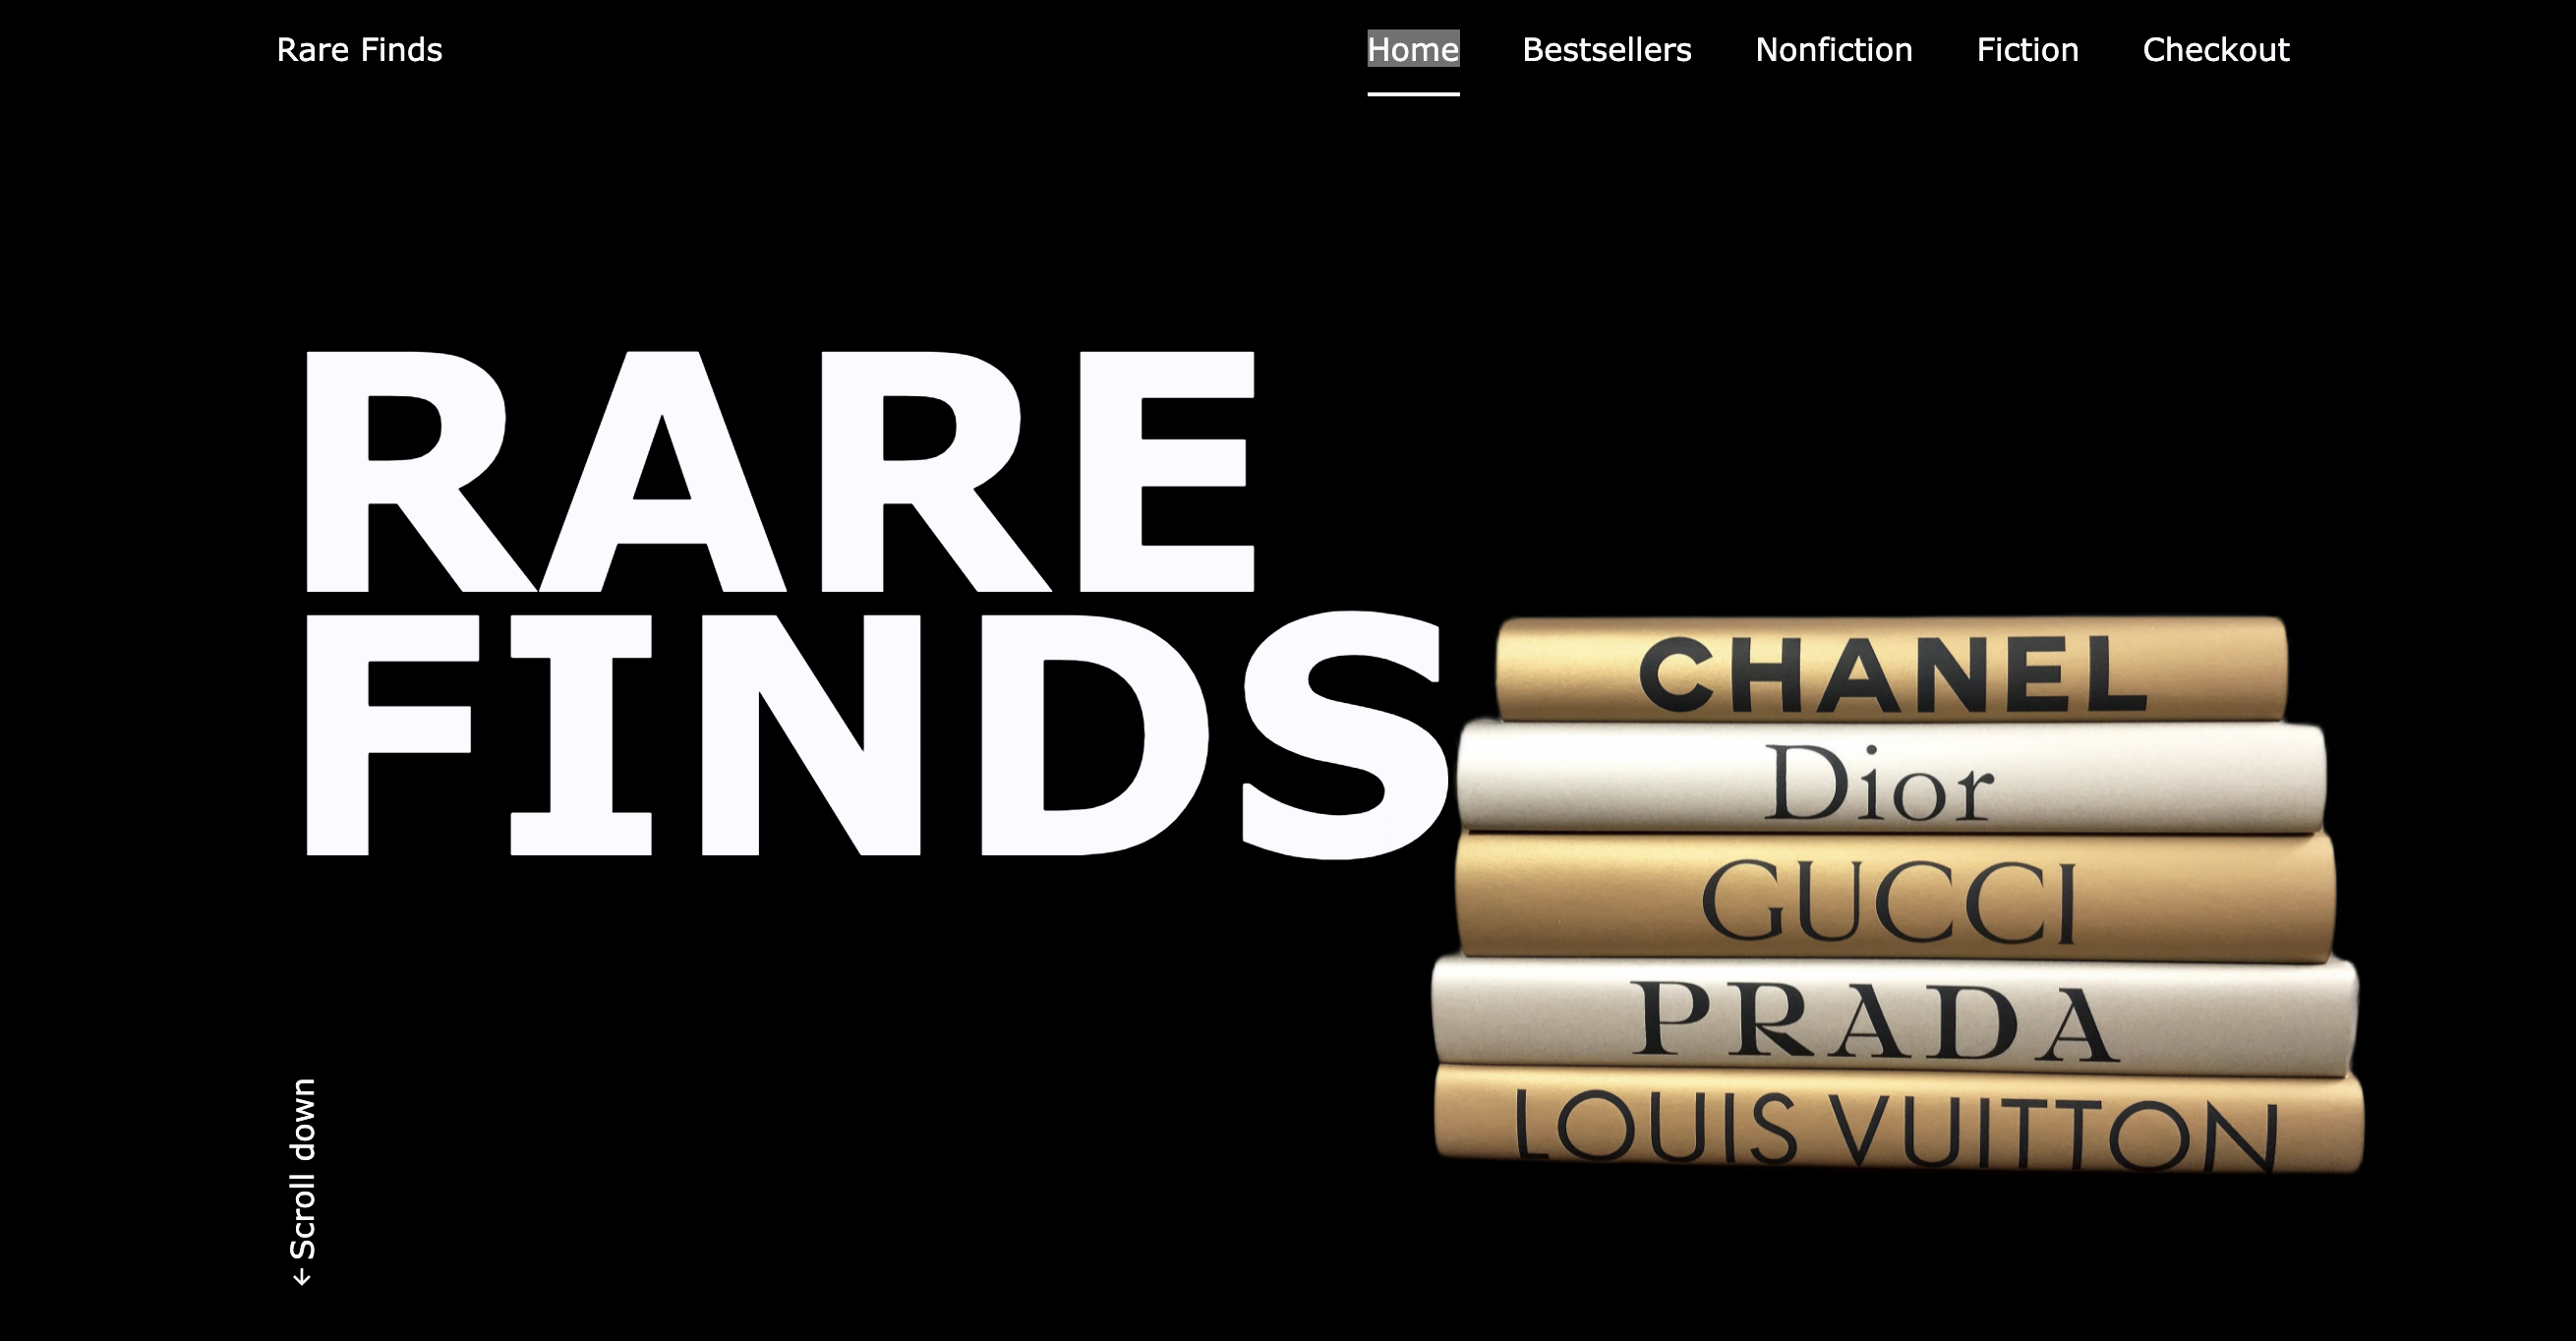 Rare Finds
Home Bestsellers Nonfiction Fiction Checkout
RARE
FINDS
CHANEL
Dior
GUCCI
PRADA
LOUIS VUITTON
← Scroll down